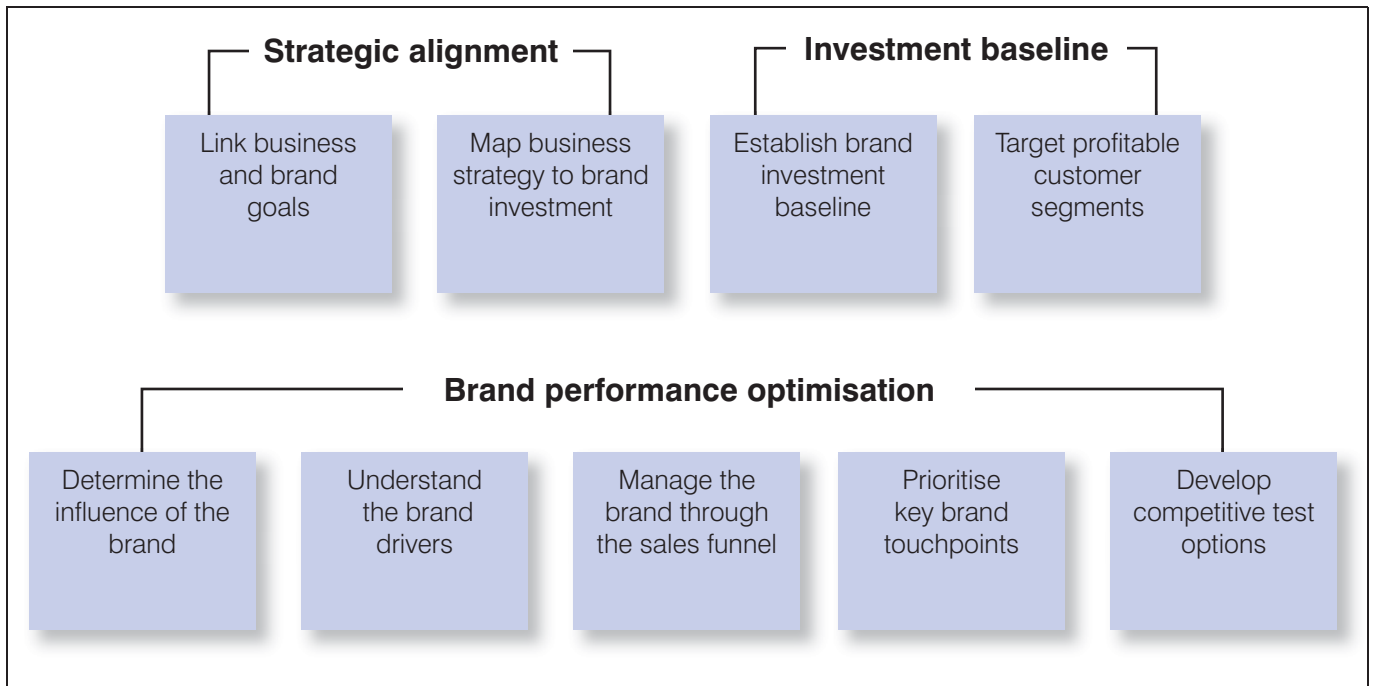 Strategic alignment
Link business
and brand
goals
Map business
strategy to brand
investment
Investment baseline
Establish brand
investment
baseline
Target profitable
customer
segments
Brand performance optimisation
Determine the
influence of the
brand
Understand
the brand
drivers
Manage the
brand through
the sales funnel
Prioritise
key brand
touchpoints
Develop
competitive test
options